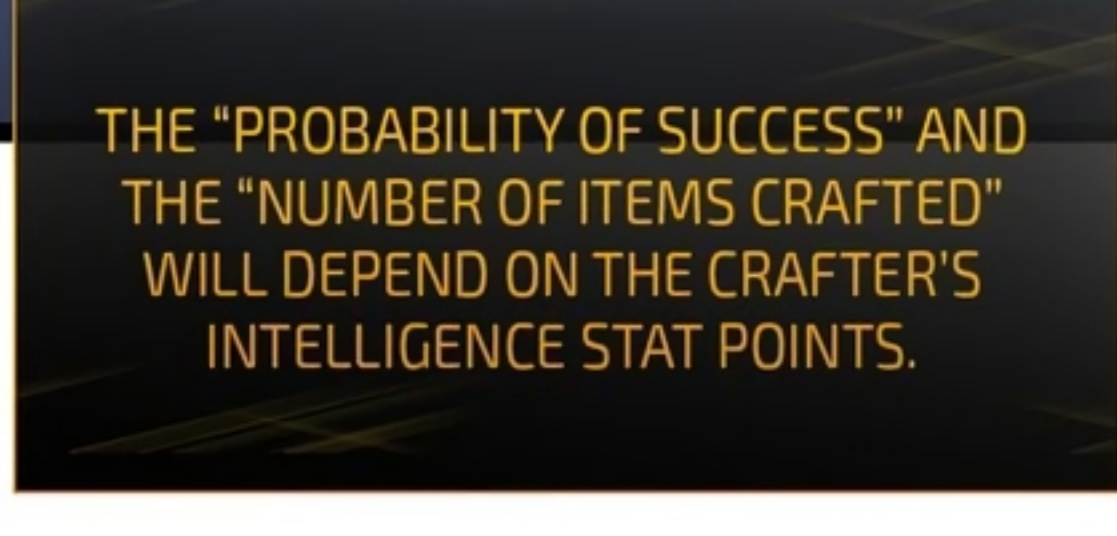 THE “PROBABILITY OF SUCCESS” AND
THE “NUMBER OF ITEMS CRAFTED”
WILL DEPEND ON THE CRAFTER'S
INTELLIGENCE STAT POINTS.